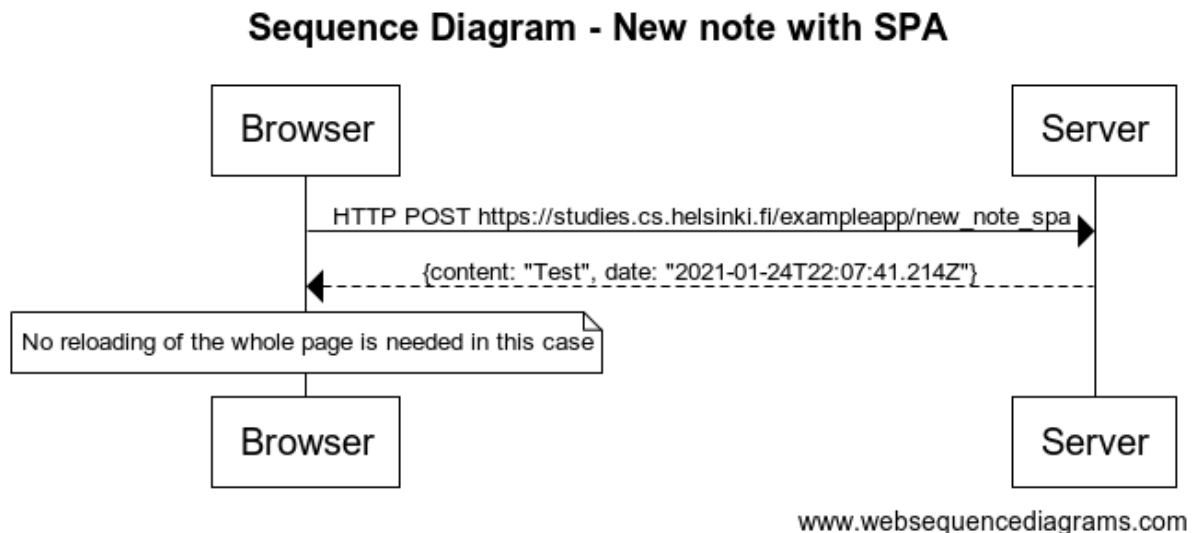 Sequence Diagram - New note with SPA
Browser
Server
HTTP POST https://studies.cs.helsinki.fi/exampleapp/new_note_spa
{content: "Test", date: "2021-01-24T22:07:41.214Z"}
No reloading of the whole page is needed in this case
Browser
Server
www.websequencediagrams.com